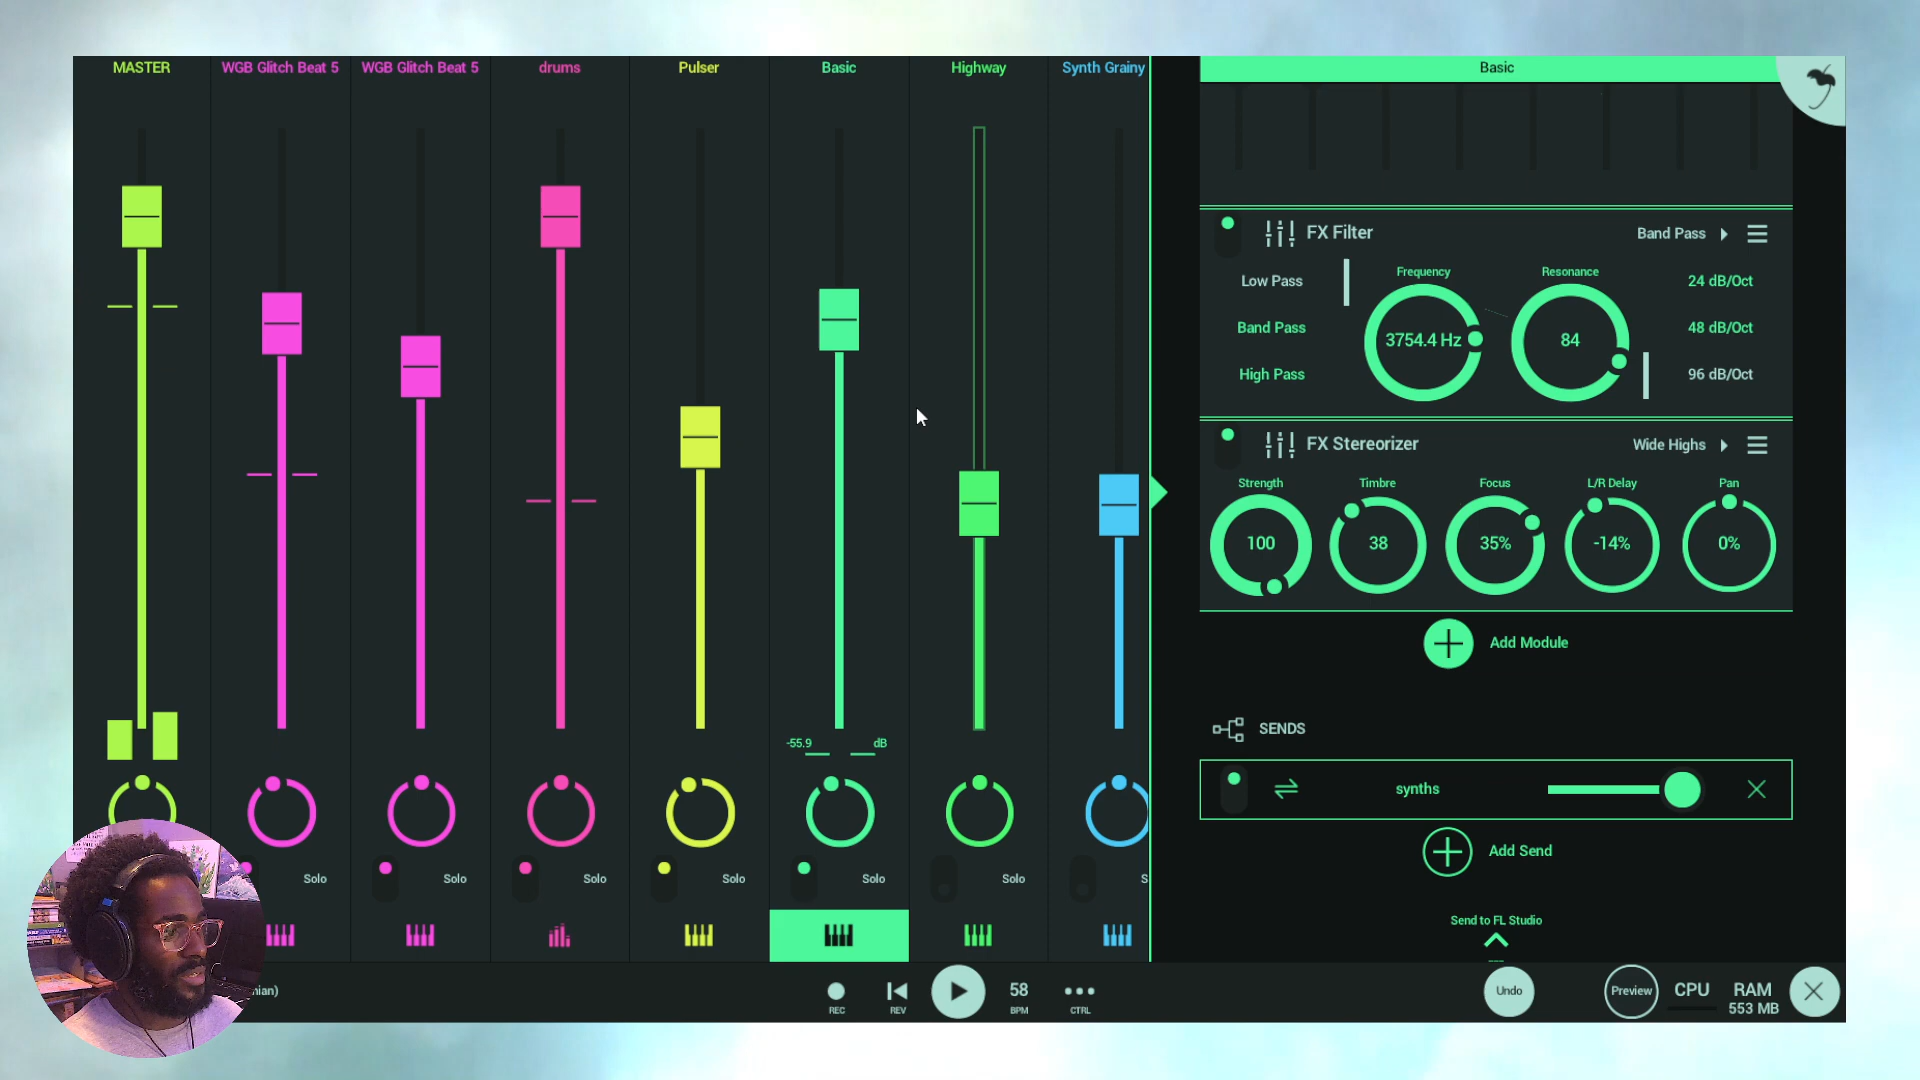 MASTER
WGB Glitch Beat 5
WGB Glitch Beat 5
drums
Pulser
Basic
Highway
Synth Grainy
Basic
FX Filter
Band Pass
Low Pass
Band Pass
High Pass
Frequency
3754.4 Hz
Resonance
84
24 dB/Oct
48 dB/Oct
96 dB/Oct
FX Stereorizer
Wide Highs
Strength
Timbre
Focus
L/R Delay
Pan
100
38
35%
-14%
0%
Add Module
SENDS
synths
Add Send
Send to FL Studio
-55.9
dB
Solo
Solo
Solo
Solo
Solo
Solo
S
nian)
REC
REV
58
BPM
CTRL
Undo
Preview
CPU
RAM
553 MB